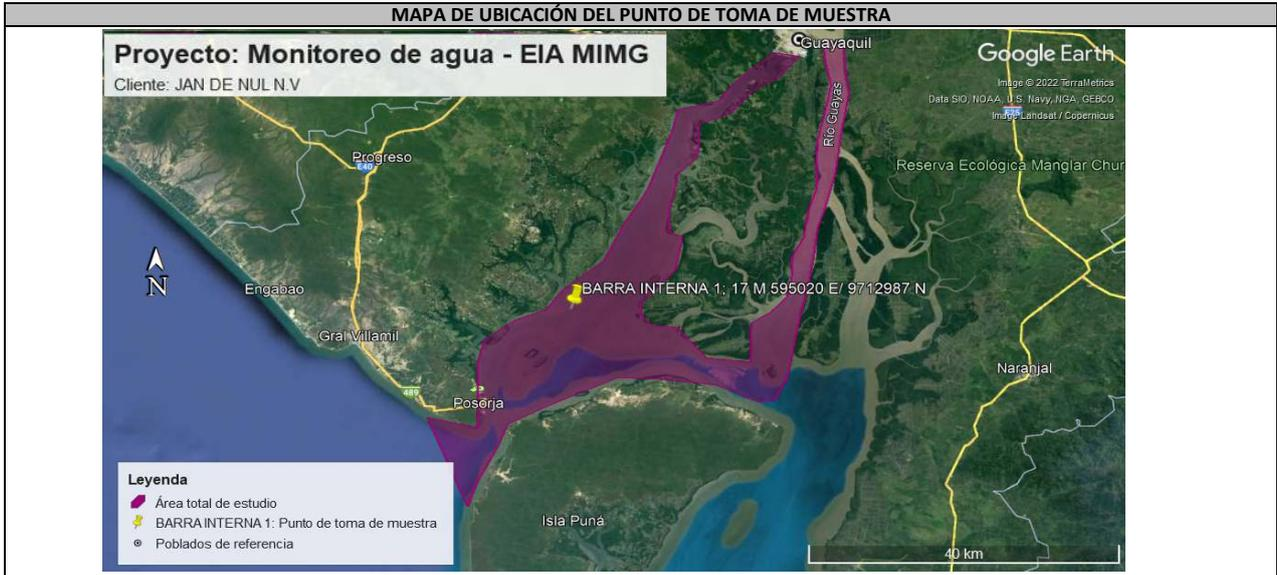 MAPA DE UBICACIÓN DEL PUNTO DE TOMA DE MUESTRA
Proyecto: Monitoreo de agua - EIA MIMG
Cliente: JAN DE NUL N.V
Guayaquil
Google Earth
Image © 2022 TerraMetrics
Data SIO, NOAA, U.S. Navy, NGA, GEBCO
Image Landsat / Copernicus
E25
Río Guayas
Progreso
E40
Reserva Ecológica Manglar Chur
N
Engabao
BARRA INTERNA 1; 17 M 595020 E/ 9712987 N
Gral Villamil
Naranjal
489
Posorja
Leyenda
Área total de estudio
BARRA INTERNA 1: Punto de toma de muestra
Poblados de referencia
Isla Puná
40 km